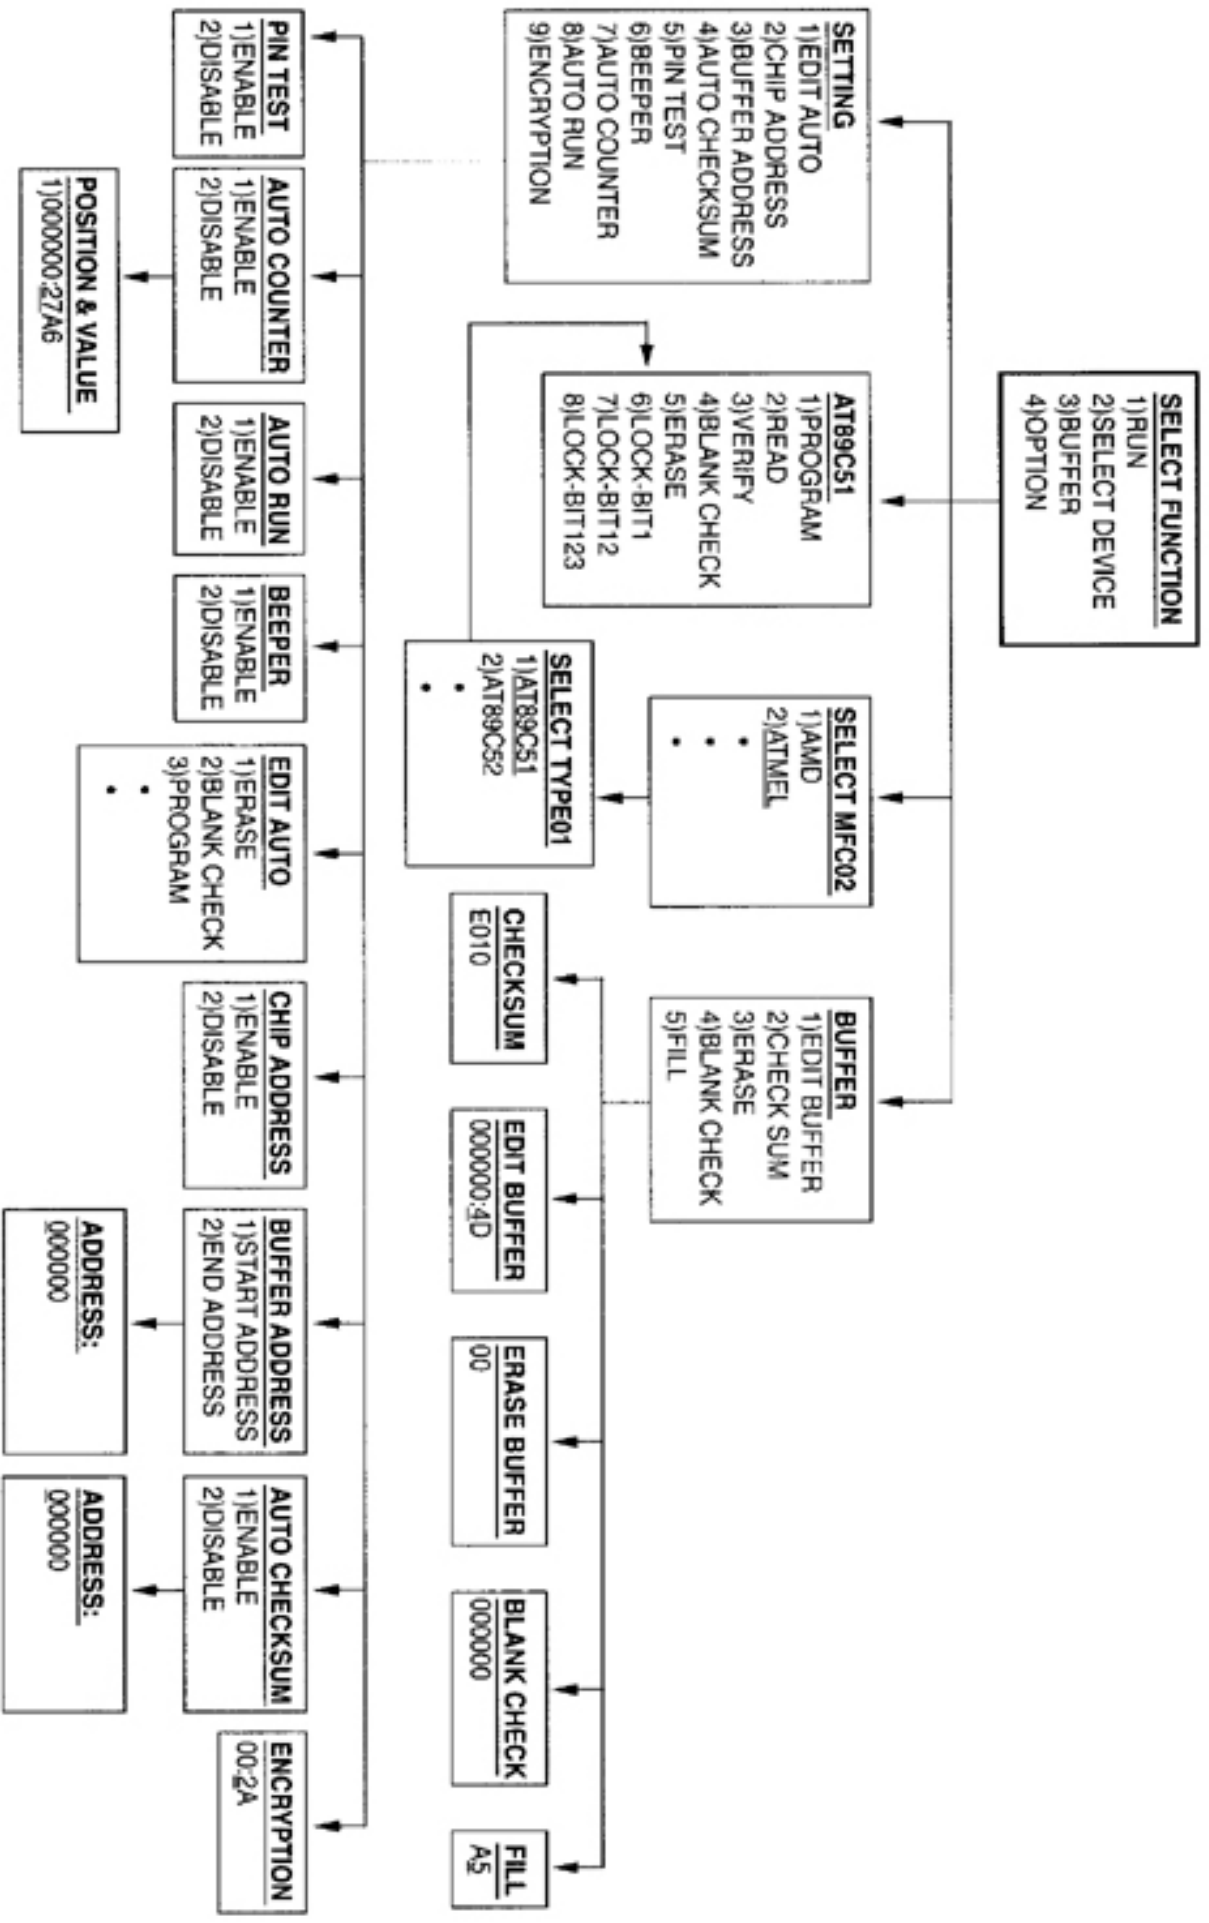 SELECT FUNCTION
1)RUN
2)SELECT DEVICE
3)BUFFER
4)OPTION
SETTING
1)EDIT AUTO
2)CHIP ADDRESS
3)BUFFER ADDRESS
4)AUTO CHECKSUM
5)PIN TEST
6)BEEPER
7)AUTO COUNTER
8)AUTO RUN
9)ENCRYPTION
AT89C51
1)PROGRAM
2)READ
3)VERIFY
4)BLANK CHECK
5)ERASE
6)LOCK-BIT1
7)LOCK-BIT12
8)LOCK-BIT123
SELECT MFC02
1)AMD
2)ATMEL
BUFFER
1)EDIT BUFFER
2)CHECK SUM
3)ERASE
4)BLANK CHECK
5)FILL
SELECT TYPE01
1)AT89C51
2)AT89C52
CHECKSUM
E010
EDIT BUFFER
000000:4D
ERASE BUFFER
00
BLANK CHECK
000000
FILL
A5
PIN TEST
1)ENABLE
2)DISABLE
AUTO COUNTER
1)ENABLE
2)DISABLE
AUTO RUN
1)ENABLE
2)DISABLE
BEEPER
1)ENABLE
2)DISABLE
EDIT AUTO
1)ERASE
2)BLANK CHECK
3)PROGRAM
CHIP ADDRESS
1)ENABLE
2)DISABLE
BUFFER ADDRESS
1)START ADDRESS
2)END ADDRESS
AUTO CHECKSUM
1)ENABLE
2)DISABLE
ENCRYPTION
00:2A
POSITION & VALUE
1)000000:27A6
ADDRESS:
000000
ADDRESS:
000000